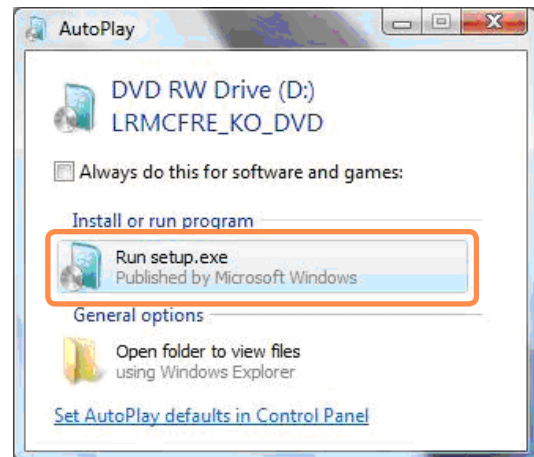 AutoPlay
DVD RW Drive (D:)
LRMCFRE_KO_DVD
Always do this for software and games:
Install or run program
Run setup.exe
Published by Microsoft Windows
General options
Open folder to view files
using Windows Explorer
Set AutoPlay defaults in Control Panel